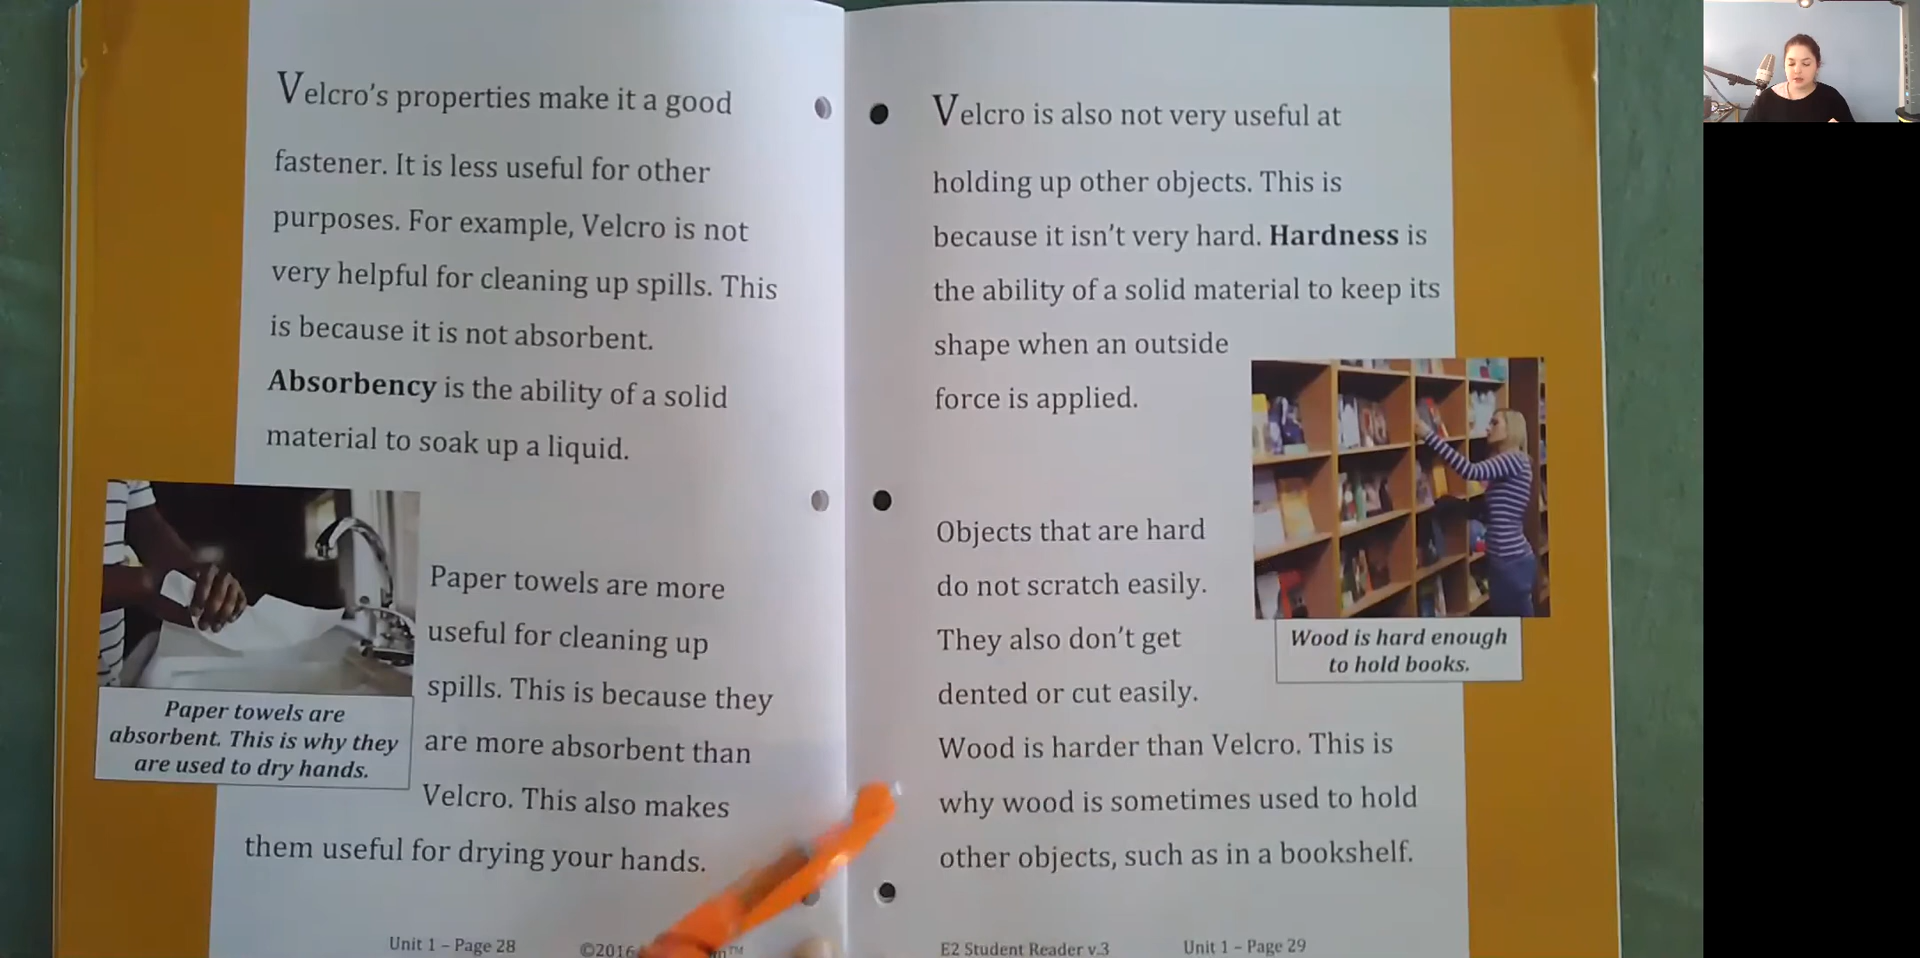 Velcro's properties make it a good
fastener. It is less useful for other
purposes. For example, Velcro is not
very helpful for cleaning up spills. This
is because it is not absorbent.
Absorbency is the ability of a solid
material to soak up a liquid.
Paper towels are more
useful for cleaning up
spills. This is because they
are more absorbent than
Velcro. This also makes
them useful for drying your hands.
Paper towels are
absorbent. This is why they
are used to dry hands.
Unit 1 – Page 28
©2016
Velcro is also not very useful at
holding up other objects. This is
because it isn't very hard. Hardness is
the ability of a solid material to keep its
shape when an outside
force is applied.
Objects that are hard
do not scratch easily.
They also don't get
dented or cut easily.
Wood is harder than Velcro. This is
why wood is sometimes used to hold
other objects, such as in a bookshelf.
Wood is hard enough
to hold books.
E2 Student Reader v.3
Unit 1 – Page 29